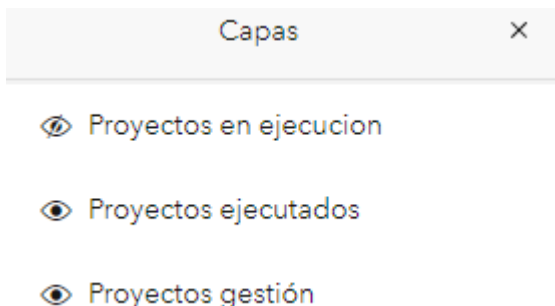 Capas
Proyectos en ejecucion
Proyectos ejecutados
Proyectos gestión